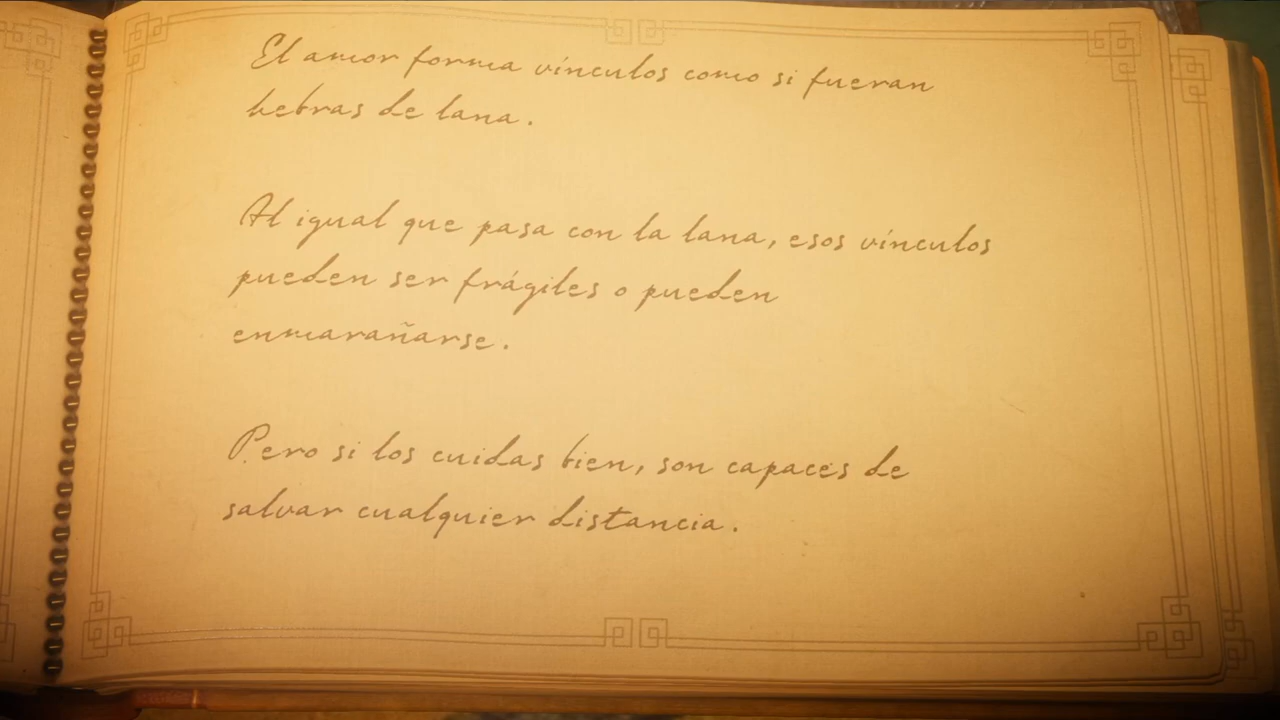 El amor forma vínculos como si fueran
hebras de lana.
Al igual que pasa con la lana, esos vínculos
pueden ser frágiles o pueden
enmarañarse.
Pero si los cuidas bien, son capaces de
salvar cualquier distancia.